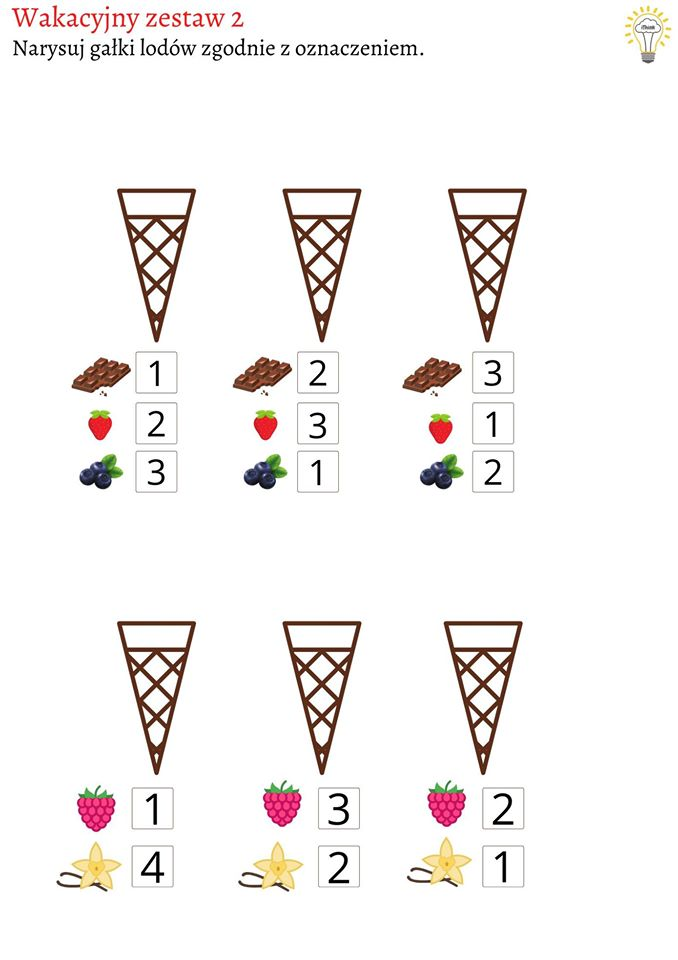 Wakacyjny zestaw 2
Narysuj gałki lodów zgodnie z oznaczeniem.
iThink
1 2 3
2 3 1
3 1 2
1 3 2
4 2 1